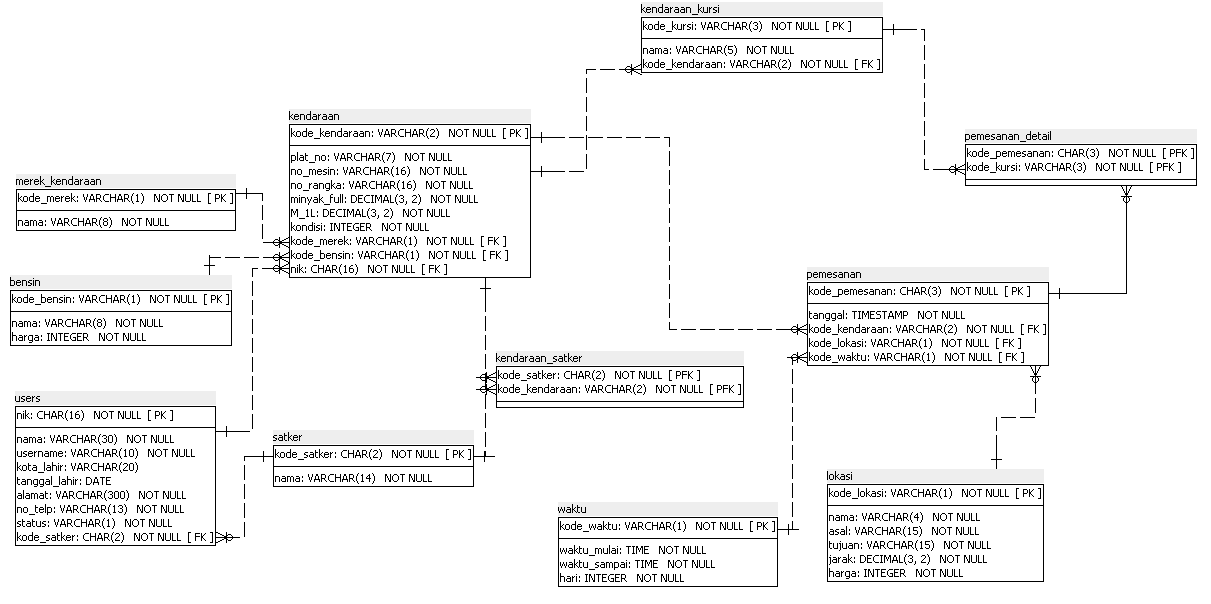 kendaraan_kursi
kode_kursi: VARCHAR(3) NOT NULL [ PK ]
nama: VARCHAR(5) NOT NULL
kode_kendaraan: VARCHAR(2) NOT NULL [ FK ]
kendaraan
kode_kendaraan: VARCHAR(2) NOT NULL [ PK ]
plat_no: VARCHAR(7) NOT NULL
no_mesin: VARCHAR(16) NOT NULL
no_rangka: VARCHAR(16) NOT NULL
minyak_full: DECIMAL(3, 2) NOT NULL
M_1L: DECIMAL(3, 2) NOT NULL
kondisi: INTEGER NOT NULL
kode_merek: VARCHAR(1) NOT NULL [ FK ]
kode_bensin: VARCHAR(1) NOT NULL [ FK ]
nik: CHAR(16) NOT NULL [ FK ]
pemesanan_detail
kode_pemesanan: CHAR(3) NOT NULL [ PFK ]
kode_kursi: VARCHAR(3) NOT NULL [ PFK ]
merek_kendaraan
kode_merek: VARCHAR(1) NOT NULL [ PK ]
nama: VARCHAR(8) NOT NULL
bensin
kode_bensin: VARCHAR(1) NOT NULL [ PK ]
nama: VARCHAR(8) NOT NULL
harga: INTEGER NOT NULL
pemesanan
kode_pemesanan: CHAR(3) NOT NULL [ PK ]
tanggal: TIMESTAMP NOT NULL
kode_kendaraan: VARCHAR(2) NOT NULL [ FK ]
kode_lokasi: VARCHAR(1) NOT NULL [ FK ]
kode_waktu: VARCHAR(1) NOT NULL [ FK ]
kendaraan_satker
kode_satker: CHAR(2) NOT NULL [ PFK ]
kode_kendaraan: VARCHAR(2) NOT NULL [ PFK ]
users
nik: CHAR(16) NOT NULL [ PK ]
nama: VARCHAR(30) NOT NULL
username: VARCHAR(10) NOT NULL
kota_lahir: VARCHAR(20)
tanggal_lahir: DATE
alamat: VARCHAR(300) NOT NULL
no_telp: VARCHAR(13) NOT NULL
status: VARCHAR(1) NOT NULL
kode_satker: CHAR(2) NOT NULL [ FK ]
satker
kode_satker: CHAR(2) NOT NULL [ PK ]
nama: VARCHAR(14) NOT NULL
waktu
kode_waktu: VARCHAR(1) NOT NULL [ PK ]
waktu_mulai: TIME NOT NULL
waktu_sampai: TIME NOT NULL
hari: INTEGER NOT NULL
lokasi
kode_lokasi: VARCHAR(1) NOT NULL [ PK ]
nama: VARCHAR(4) NOT NULL
asal: VARCHAR(15) NOT NULL
tujuan: VARCHAR(15) NOT NULL
jarak: DECIMAL(3, 2) NOT NULL
harga: INTEGER NOT NULL